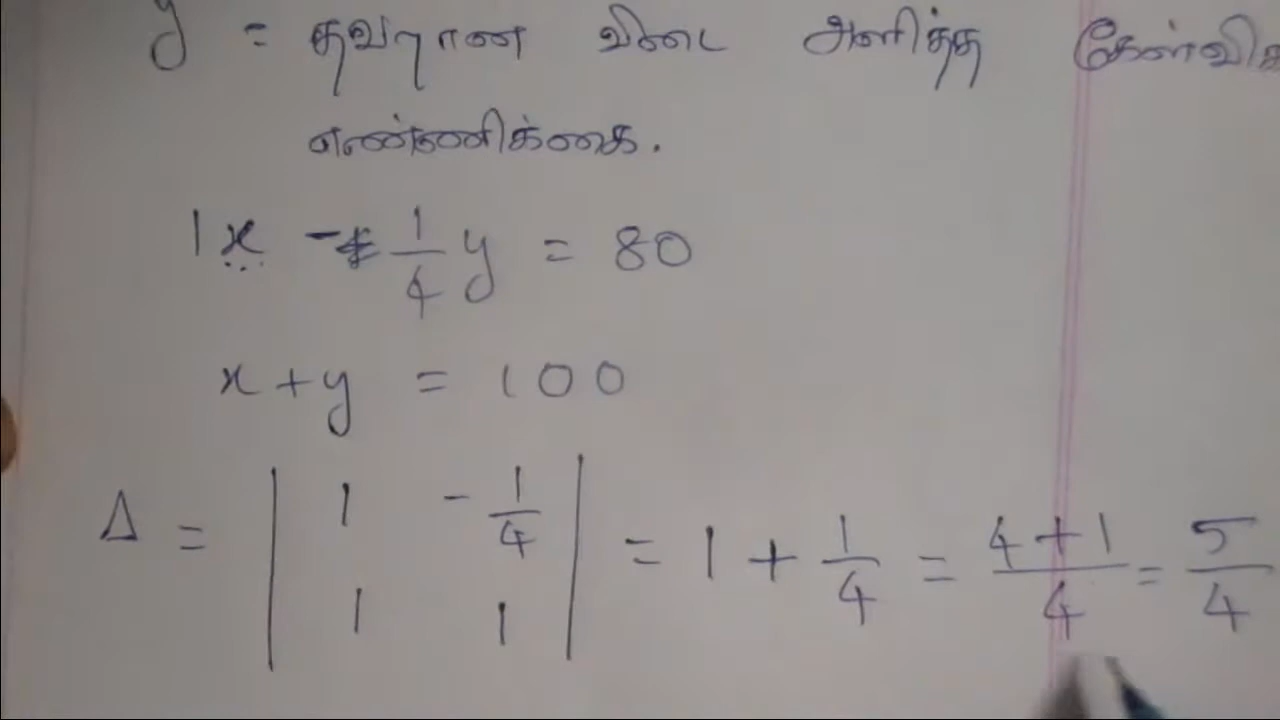 y = தவறான விடை அளித்த
எண்ணிக்கை.
1x - 1/4 y = 80
x + y = 100
Δ = | 1 -1/4 | = 1 + 1/4 = 4+1/4 = 5/4
1 1